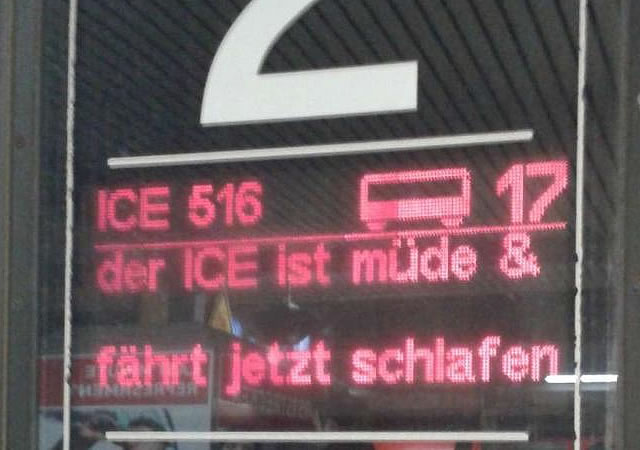 2
ICE 516 17
der ICE ist müde &
fährt jetzt schlafen